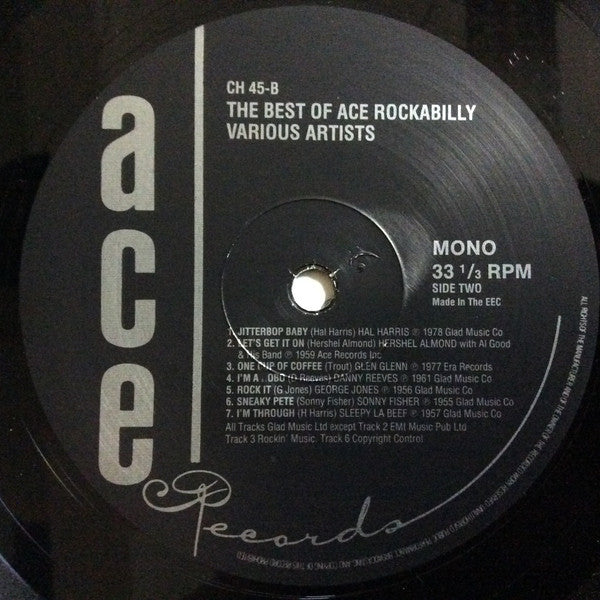 ace
Records
CH 45-B
THE BEST OF ACE ROCKABILLY
VARIOUS ARTISTS
MONO
33 1/3 RPM
SIDE TWO
Made In The EEC
1. JITTERBOP BABY (Hal Harris) HAL HARRIS ℗ 1978 Glad Music Co
2. LET'S GET IT ON (Hershel Almond) HERSHEL ALMOND with Al Good
& His Band ℗ 1959 Ace Records Inc
3. ONE CUP OF COFFEE (Trout) GLEN GLENN ℗ 1977 Era Records
4. I'M A (D Reeves) DANNY REEVES ℗ 1961 Glad Music Co
5. ROCK IT (G Jones) GEORGE JONES ℗ 1956 Glad Music Co
6. SNEAKY PETE (Sonny Fisher) SONNY FISHER ℗ 1955 Glad Music Co
7. I'M THROUGH (H Harris) SLEEPY LA BEEF ℗ 1957 Glad Music Co
All Tracks Glad Music Ltd except Track 2 EMI Music Pub Ltd
Track 3 Rockin' Music. Track 6 Copyright Control